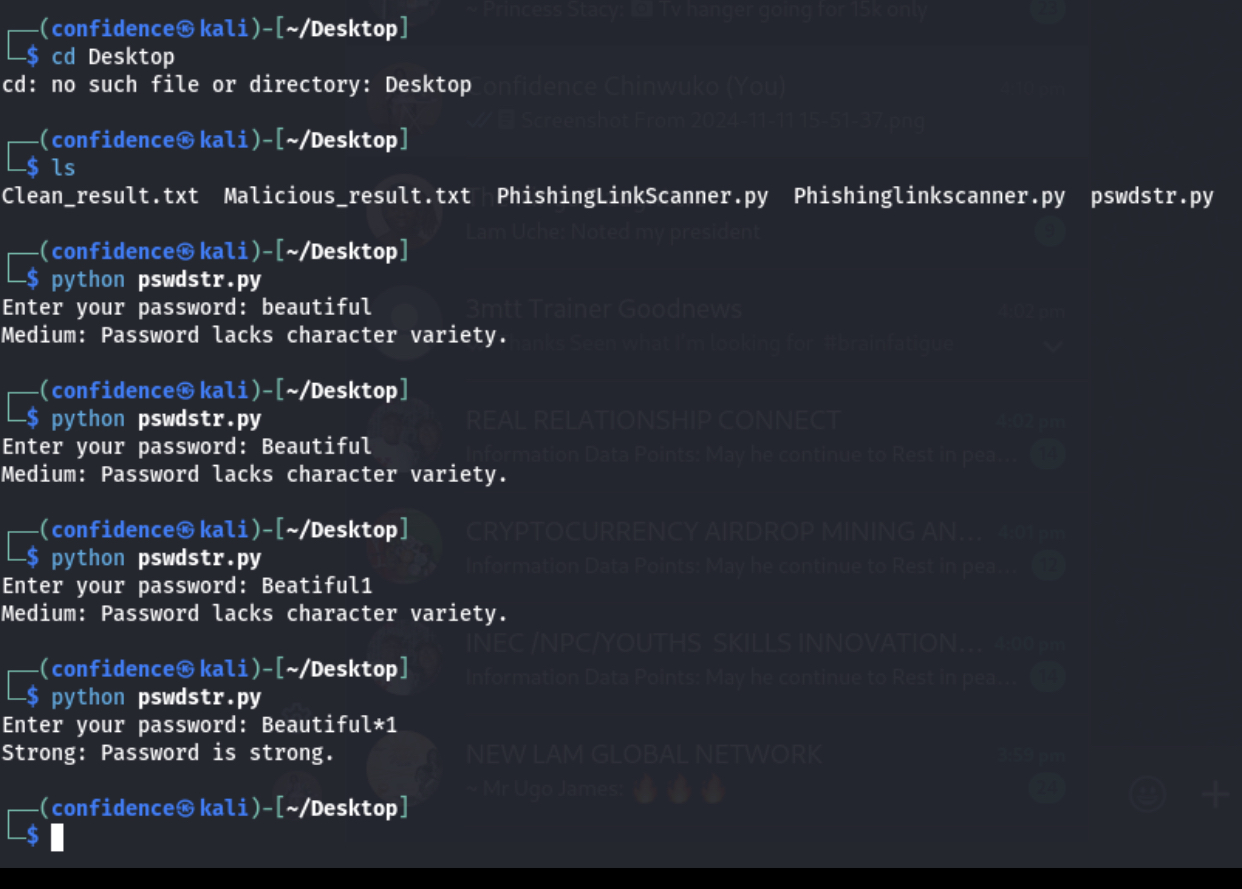 ~ Princess Stacy: Tv hanger going for 15k only
┌──(confidence㉿kali)-[~/Desktop]
└─$ cd Desktop
cd: no such file or directory: Desktop
Confidence Chinwuko (You)
Screenshot From 2024-11-11 15-51-37.png
┌──(confidence㉿kali)-[~/Desktop]
└─$ ls
Clean_result.txt  Malicious_result.txt  PhishingLinkScanner.py  Phishinglinkscanner.py  pswdstr.py
Lam Uche: Noted my president
┌──(confidence㉿kali)-[~/Desktop]
└─$ python pswdstr.py
Enter your password: beautiful
Medium: Password lacks character variety.
3mtt Trainer Goodnews
4:02 pm
Thanks Seen what I'm looking for. #brainfatigue
┌──(confidence㉿kali)-[~/Desktop]
└─$ python pswdstr.py
Enter your password: Beautiful
Medium: Password lacks character variety.
REAL RELATIONSHIP CONNECT
4:02 pm
Information Data Points: May he continue to Rest in pea...
┌──(confidence㉿kali)-[~/Desktop]
└─$ python pswdstr.py
Enter your password: Beatiful1
Medium: Password lacks character variety.
CRYPTOCURRENCY AIRDROP MINING AN...
4:01 pm
Information Data Points: May he continue to Rest in pea...
INEC /NPC/YOUTHS SKILLS INNOVATION...
4:00 pm
Information Data Points: May he continue to Rest in pea...
┌──(confidence㉿kali)-[~/Desktop]
└─$ python pswdstr.py
Enter your password: Beautiful*1
Strong: Password is strong.
NEW LAM GLOBAL NETWORK
3:59 pm
~ Mr Ugo James: 🔥🔥🔥
┌──(confidence㉿kali)-[~/Desktop]
└─$